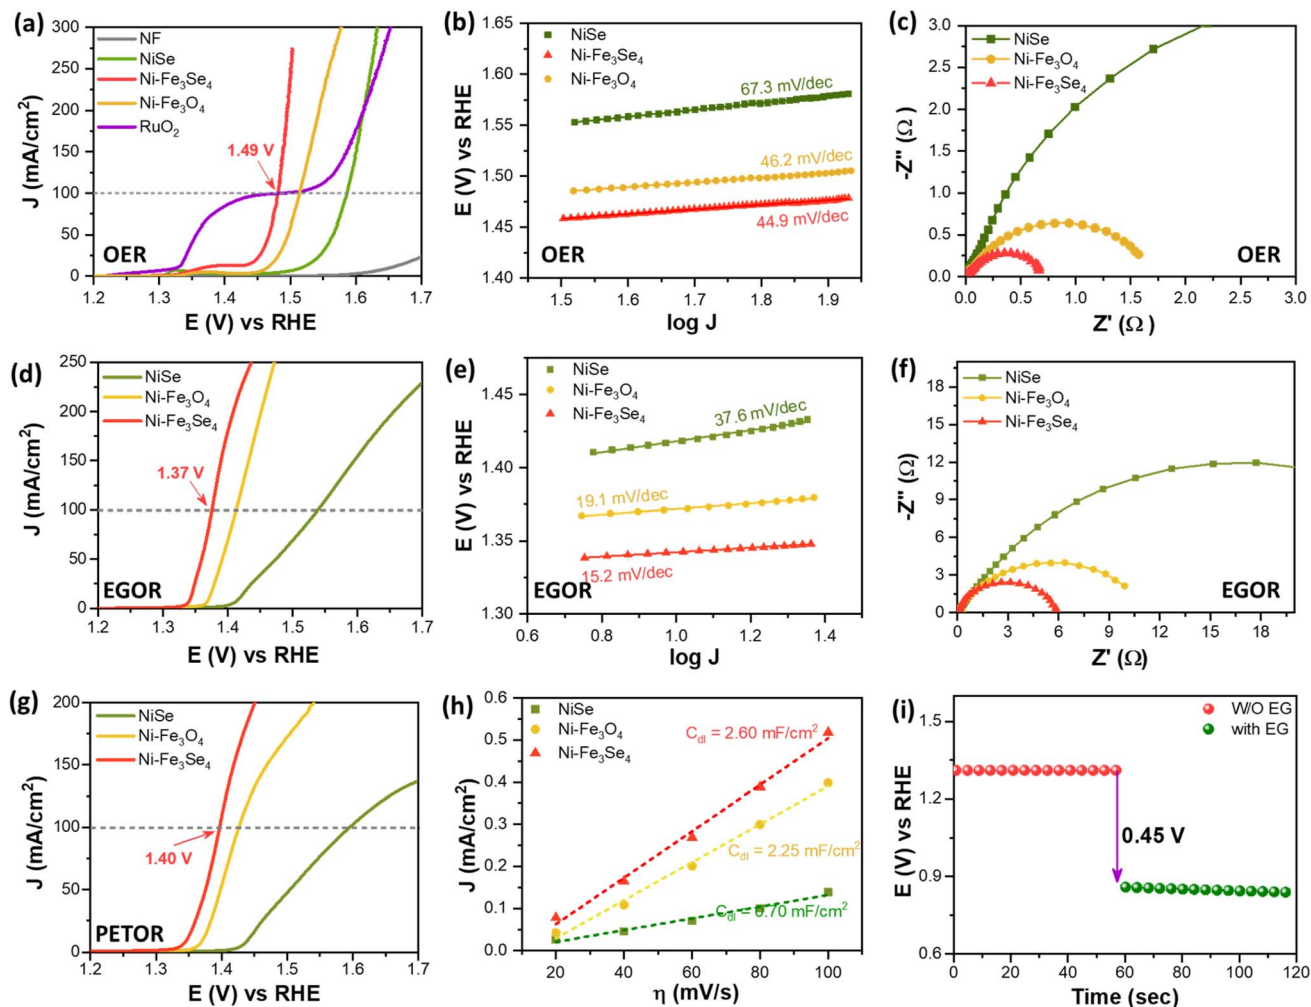 (a)
300
250
200
150
100
50
0
J (mA/cm²)
NF
NiSe
Ni-Fe₃Se₄
Ni-Fe₃O₄
RuO₂
1.49 V
OER
1.2 1.3 1.4 1.5 1.6 1.7
E (V) vs RHE
(b)
1.65
1.60
1.55
1.50
1.45
1.40
E (V) vs RHE
NiSe
Ni-Fe₃Se₄
Ni-Fe₃O₄
67.3 mV/dec
46.2 mV/dec
44.9 mV/dec
OER
1.5 1.6 1.7 1.8 1.9
log J
(c)
3.0
2.5
2.0
1.5
1.0
0.5
0.0
-Z" (Ω)
NiSe
Ni-Fe₃O₄
Ni-Fe₃Se₄
OER
0.0 0.5 1.0 1.5 2.0 2.5 3.0
Z' (Ω )
(d)
250
200
150
100
50
0
J (mA/cm²)
NiSe
Ni-Fe₃O₄
Ni-Fe₃Se₄
1.37 V
EGOR
1.2 1.3 1.4 1.5 1.6 1.7
E (V) vs RHE
(e)
1.45
1.40
1.35
1.30
E (V) vs RHE
NiSe
Ni-Fe₃O₄
Ni-Fe₃Se₄
37.6 mV/dec
19.1 mV/dec
15.2 mV/dec
EGOR
0.6 0.8 1.0 1.2 1.4
log J
(f)
18
15
12
9
6
3
0
-Z" (Ω)
NiSe
Ni-Fe₃O₄
Ni-Fe₃Se₄
EGOR
0 3 6 9 12 15 18
Z' (Ω)
(g)
200
150
100
50
0
J (mA/cm²)
NiSe
Ni-Fe₃O₄
Ni-Fe₃Se₄
1.40 V
PETOR
1.2 1.3 1.4 1.5 1.6 1.7
E (V) vs RHE
(h)
0.6
0.5
0.4
0.3
0.2
0.1
0.0
J (mA/cm²)
NiSe
Ni-Fe₃O₄
Ni-Fe₃Se₄
C_dl = 2.60 mF/cm²
C_dl = 2.25 mF/cm²
C_dl = 0.70 mF/cm²
20 40 60 80 100
η (mV/s)
(i)
1.5
1.2
0.9
0.6
E (V) vs RHE
W/O EG
with EG
0.45 V
0 20 40 60 80 100 120
Time (sec)